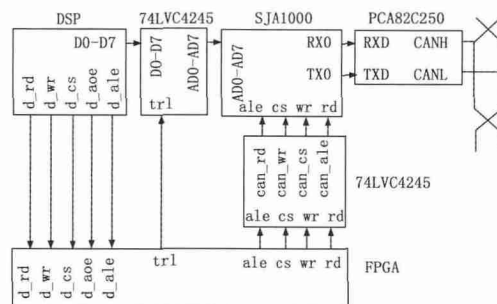 DSP 74LVC4245 SJA1000 PCA82C250
D0-D7 D0-D7 AD0-AD7 AD0-AD7 RX0 RXD CANH
TX0 TXD CANL
d_rd d_wr d_cs d_aoe d_ale
trl
ale cs wr rd
can_rd can_wr can_cs can_ale
74LVC4245
ale cs wr rd
trl ale cs wr rd
FPGA
d_rd d_wr d_cs d_aoe d_ale